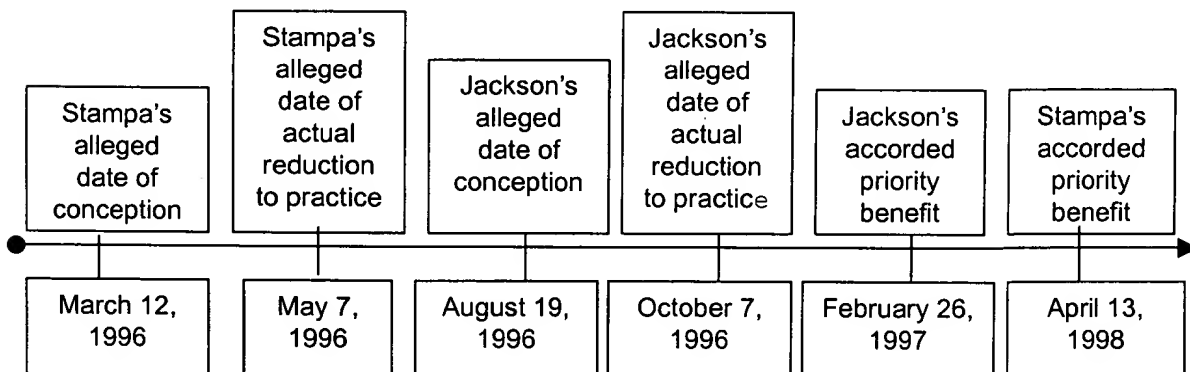 Stampa's
alleged
date of
conception
Stampa's
alleged
date of
actual
reduction
to practice
Jackson's
alleged
date of
conception
Jackson's
alleged
date of
actual
reduction
to practice
Jackson's
accorded
priority
benefit
Stampa's
accorded
priority
benefit
March 12,
1996
May 7,
1996
August 19,
1996
October 7,
1996
February 26,
1997
April 13,
1998